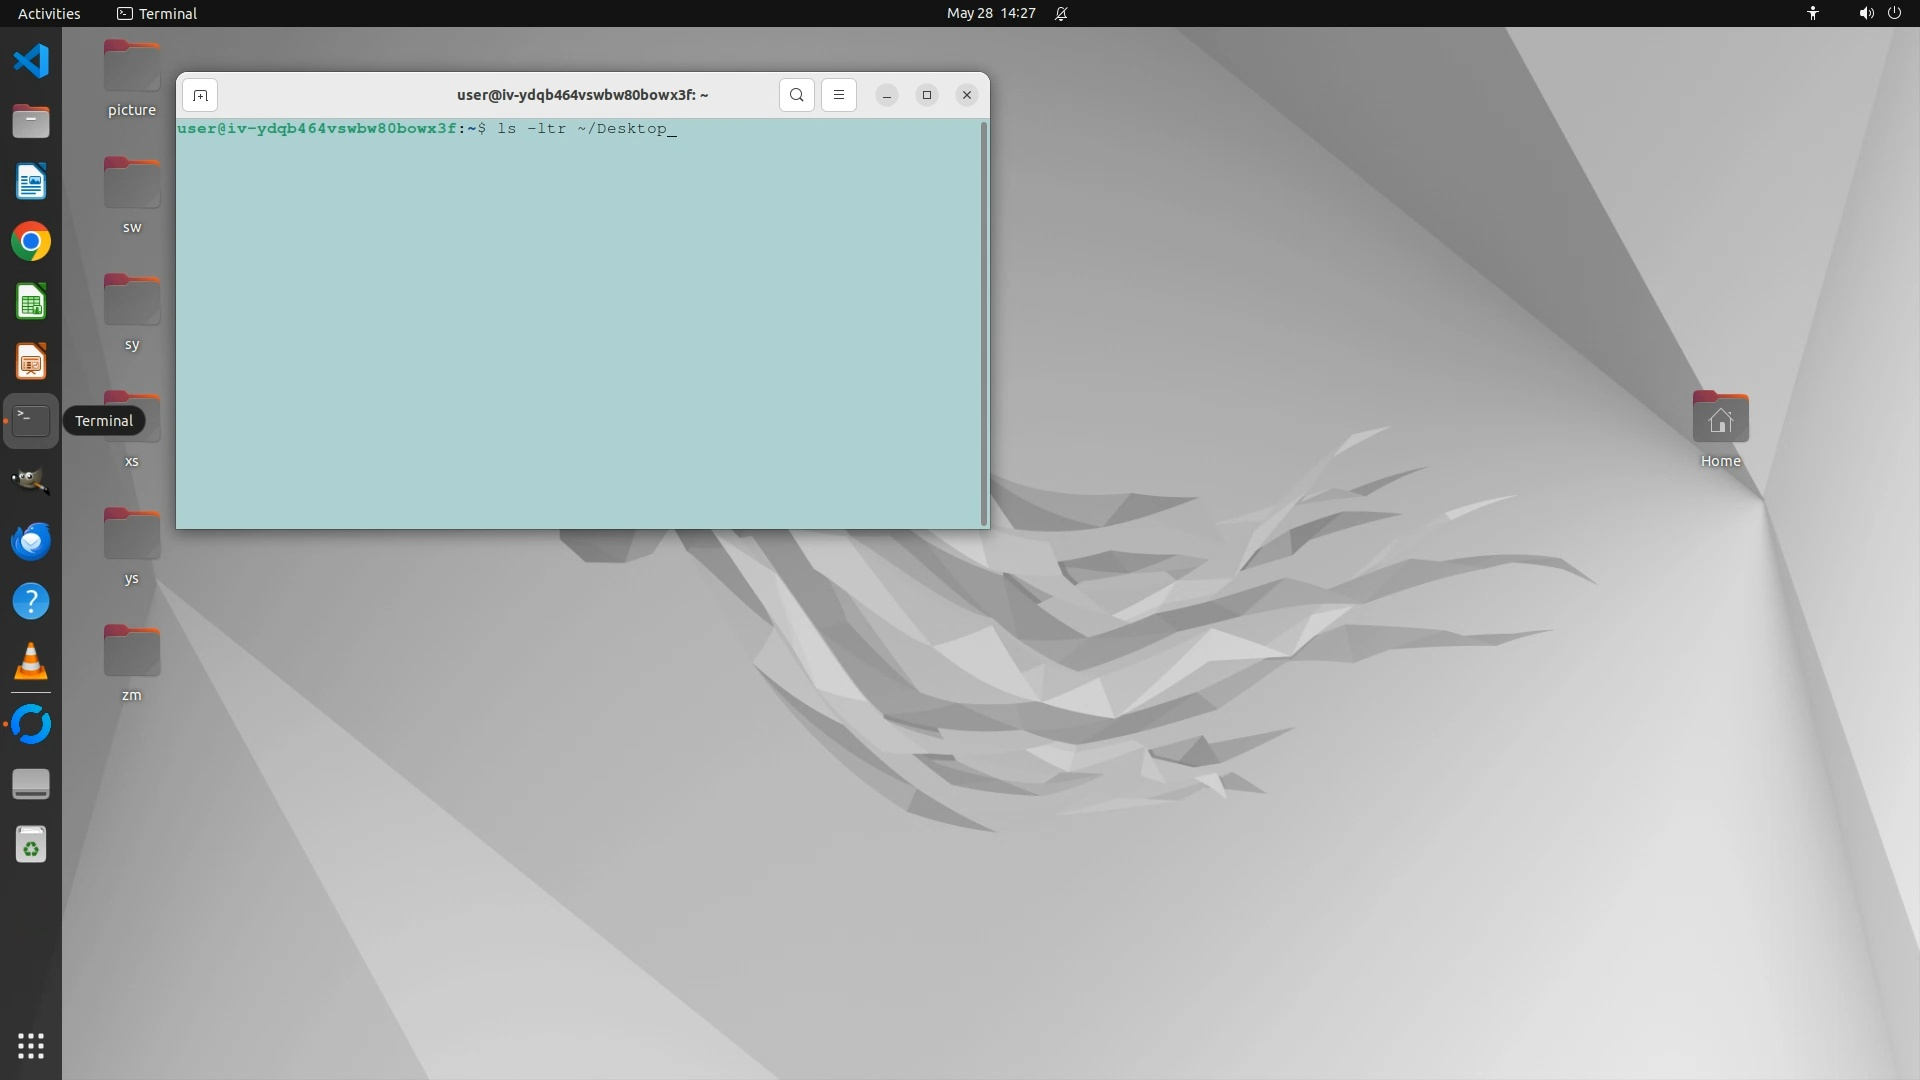 Activities
Terminal
May 28 14:27
picture
sw
sy
xs
ys
zm
user@iv-ydqb464vswbw80bowx3f: ~
user@iv-ydqb464vswbw80bowx3f:~$ ls -ltr ~/Desktop_
Terminal
Home